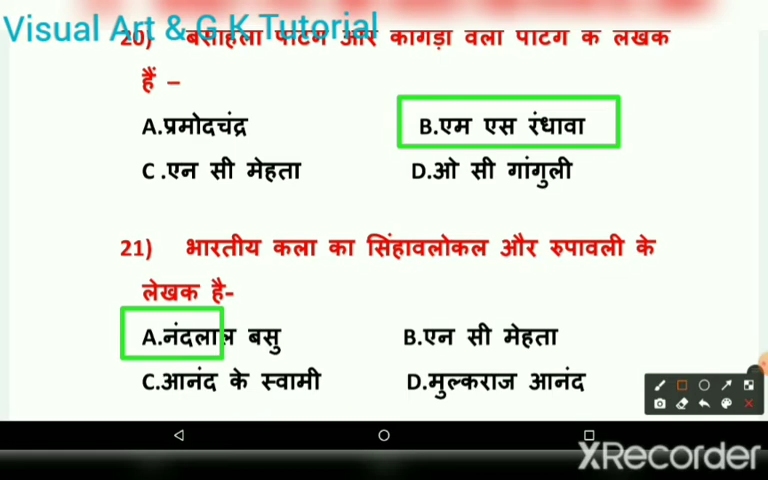 Visual Art & G K Tutorial
20) बसोहली पेंटिंग और कांगड़ा वैली पेंटिंग के लेखक
हैं –
A.प्रमोदचंद्र B.एम एस रंधावा
C .एन सी मेहता D.ओ सी गांगुली
21) भारतीय कला का सिंहावलोकल और रुपावली के
लेखक है-
A.नंदलाल बसु B.एन सी मेहता
C.आनंद के स्वामी D.मुल्कराज आनंद
XRecorder